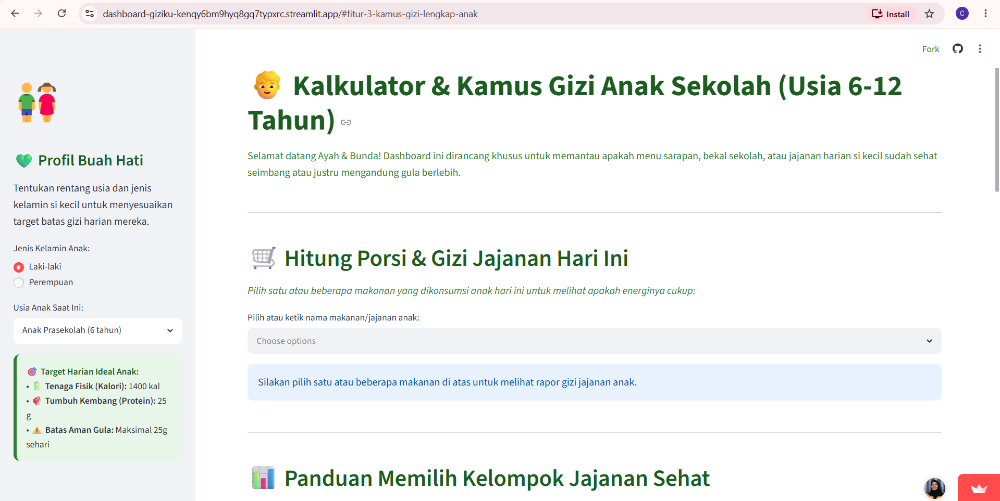 dashboard-giziku-kenqy6bm9hyq8gq7typxrc.streamlit.app/#fitur-3-kamus-gizi-lengkap-anak
Install
C
Fork
Profil Buah Hati
Tentukan rentang usia dan jenis
kelamin si kecil untuk menyesuaikan
target batas gizi harian mereka.
Jenis Kelamin Anak:
Laki-laki
Perempuan
Usia Anak Saat Ini:
Anak Prasekolah (6 tahun)
Target Harian Ideal Anak:
• Tenaga Fisik (Kalori): 1400 kal
• Tumbuh Kembang (Protein): 25
g
• Batas Aman Gula: Maksimal 25g
sehari
Kalkulator & Kamus Gizi Anak Sekolah (Usia 6-12
Tahun)
Selamat datang Ayah & Bunda! Dashboard ini dirancang khusus untuk memantau apakah menu sarapan, bekal sekolah, atau jajanan harian si kecil sudah sehat
seimbang atau justru mengandung gula berlebih.
Hitung Porsi & Gizi Jajanan Hari Ini
Pilih satu atau beberapa makanan yang dikonsumsi anak hari ini untuk melihat apakah energinya cukup:
Pilih atau ketik nama makanan/jajanan anak:
Choose options
Silakan pilih satu atau beberapa makanan di atas untuk melihat rapor gizi jajanan anak.
Panduan Memilih Kelompok Jajanan Sehat